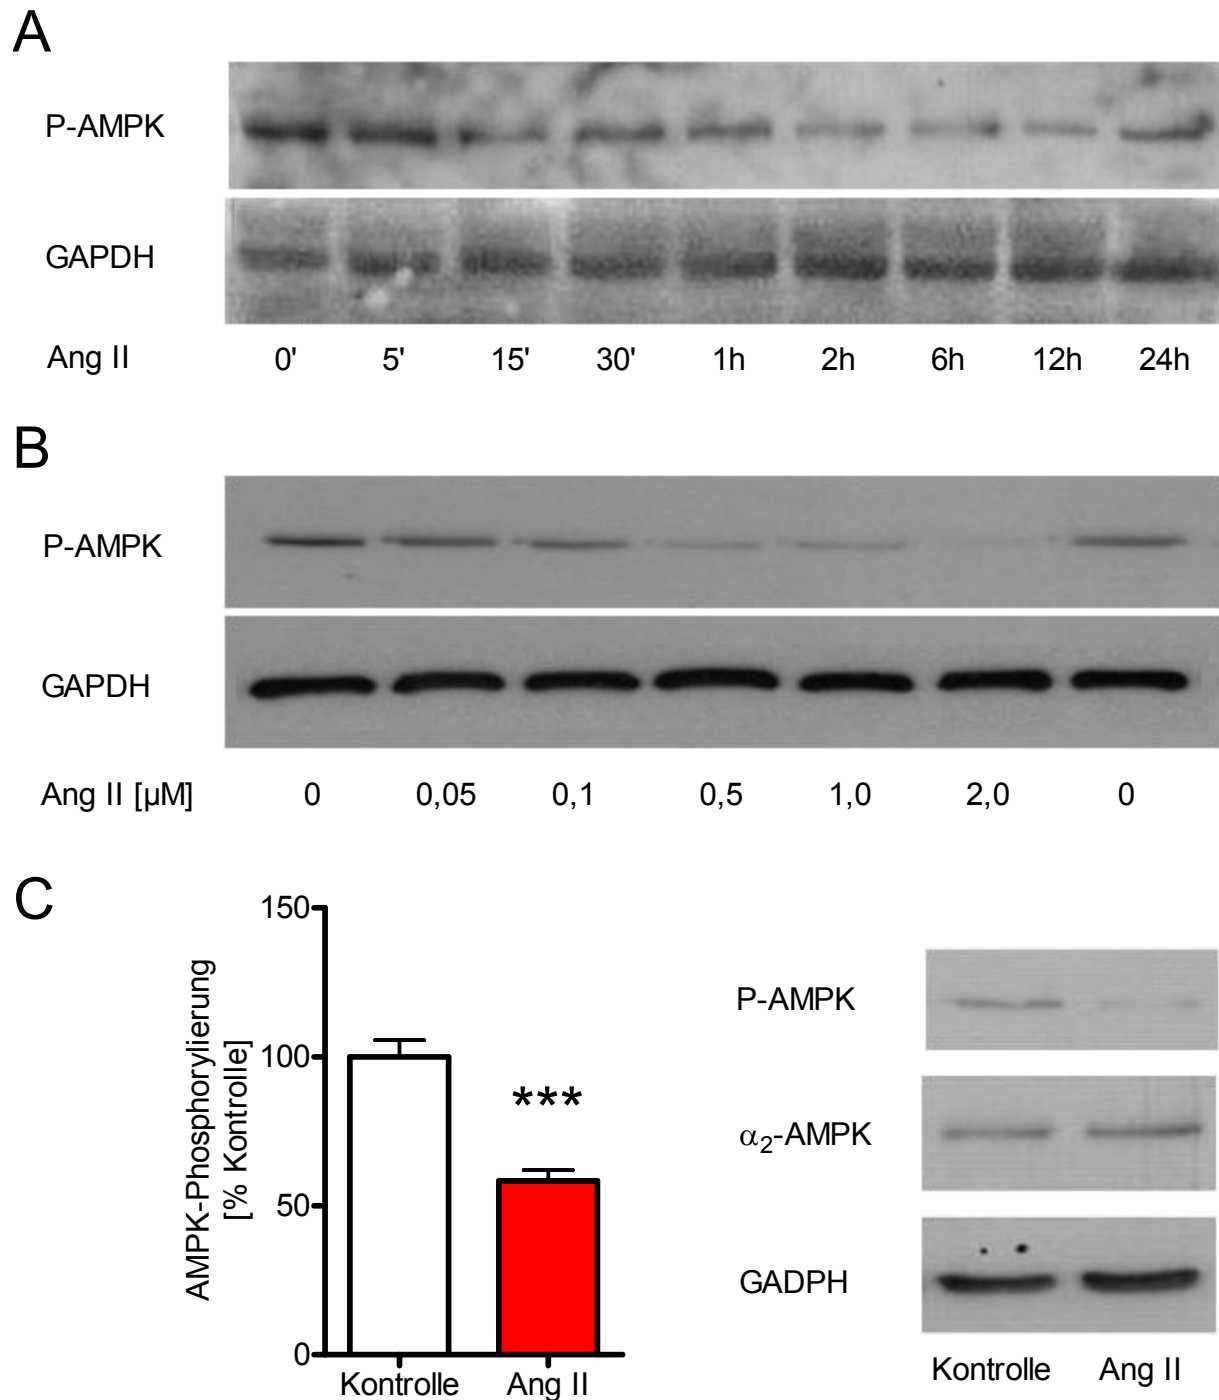 A
P-AMPK
GAPDH
Ang II 0' 5' 15' 30' 1h 2h 6h 12h 24h
B
P-AMPK
GAPDH
Ang II [µM] 0 0,05 0,1 0,5 1,0 2,0 0
C
AMPK-Phosphorylierung
[% Kontrolle]
150
100
50
0
***
Kontrolle Ang II
P-AMPK
α2-AMPK
GADPH
Kontrolle Ang II